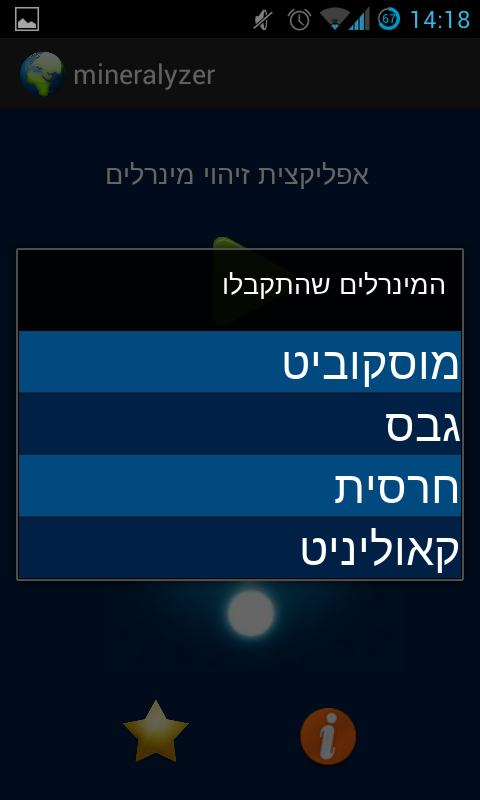 67 14:18
mineralyzer
אפליקצית זיהוי מינרלים
המינרלים שהתקבלו
מוסקוביט
גבס
חרסית
קאוליניט